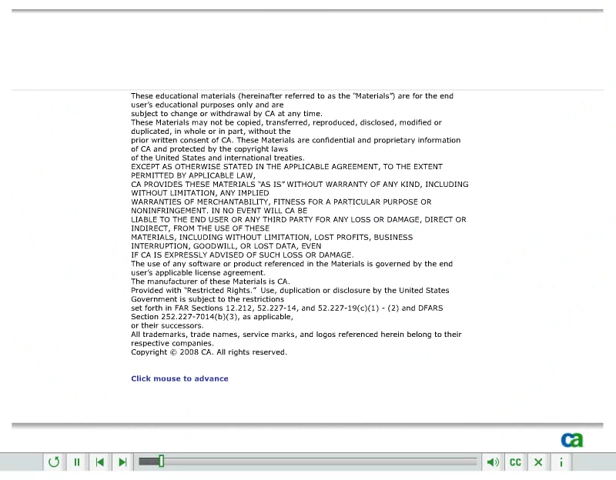 These educational materials (hereinafter referred to as the "Materials") are for the end
user's educational purposes only and are
subject to change or withdrawal by CA at any time.
These Materials may not be copied, transferred, reproduced, disclosed, modified or
duplicated, in whole or in part, without the
prior written consent of CA. These Materials are confidential and proprietary information
of CA and protected by the copyright laws
of the United States and international treaties.
EXCEPT AS OTHERWISE STATED IN THE APPLICABLE AGREEMENT, TO THE EXTENT
PERMITTED BY APPLICABLE LAW,
CA PROVIDES THESE MATERIALS "AS IS" WITHOUT WARRANTY OF ANY KIND, INCLUDING
WITHOUT LIMITATION, ANY IMPLIED
WARRANTIES OF MERCHANTABILITY, FITNESS FOR A PARTICULAR PURPOSE OR
NONINFRINGEMENT. IN NO EVENT WILL CA BE
LIABLE TO THE END USER OR ANY THIRD PARTY FOR ANY LOSS OR DAMAGE, DIRECT OR
INDIRECT, FROM THE USE OF THESE
MATERIALS, INCLUDING WITHOUT LIMITATION, LOST PROFITS, BUSINESS
INTERRUPTION, GOODWILL, OR LOST DATA, EVEN
IF CA IS EXPRESSLY ADVISED OF SUCH LOSS OR DAMAGE.
The use of any software or product referenced in the Materials is governed by the end
user's applicable license agreement.
The manufacturer of these Materials is CA.
Provided with "Restricted Rights." Use, duplication or disclosure by the United States
Government is subject to the restrictions
set forth in FAR Sections 12.212, 52.227-14, and 52.227-19(c)(1) - (2) and DFARS
Section 252.227-7014(b)(3), as applicable,
or their successors.
All trademarks, trade names, service marks, and logos referenced herein belong to their
respective companies.
Copyright © 2008 CA. All rights reserved.
Click mouse to advance
ca
CC
i